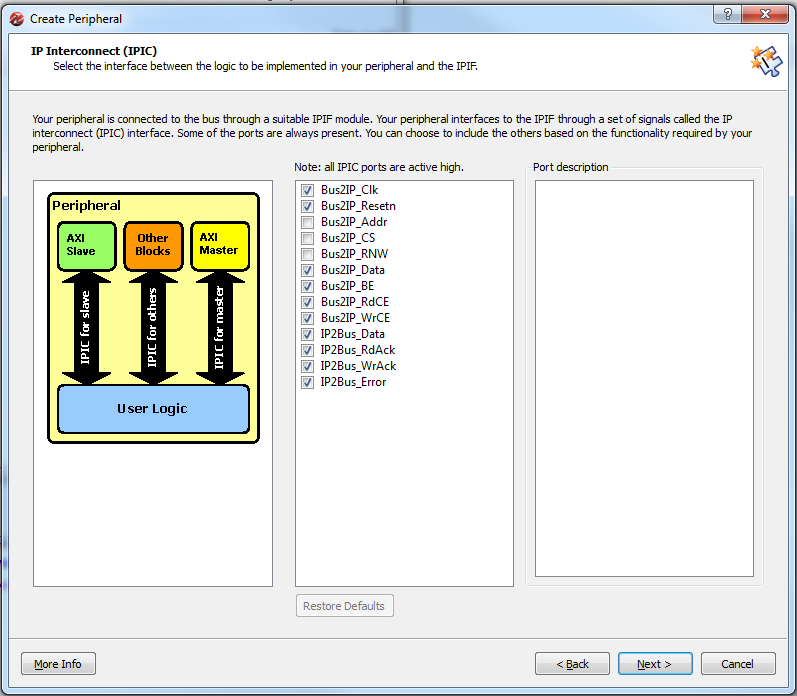 Create Peripheral
?
X
IP Interconnect (IPIC)
Select the interface between the logic to be implemented in your peripheral and the IPIF.
Your peripheral is connected to the bus through a suitable IPIF module. Your peripheral interfaces to the IPIF through a set of signals called the IP
interconnect (IPIC) interface. Some of the ports are always present. You can choose to include the others based on the functionality required by your
peripheral.
Peripheral
AXI
Slave
Other
Blocks
AXI
Master
IPIC for slave
IPIC for others
IPIC for master
User Logic
Note: all IPIC ports are active high.
Bus2IP_Clk
Bus2IP_Resetn
Bus2IP_Addr
Bus2IP_CS
Bus2IP_RNW
Bus2IP_Data
Bus2IP_BE
Bus2IP_RdCE
Bus2IP_WrCE
IP2Bus_Data
IP2Bus_RdAck
IP2Bus_WrAck
IP2Bus_Error
Port description
Restore Defaults
More Info
< Back
Next >
Cancel